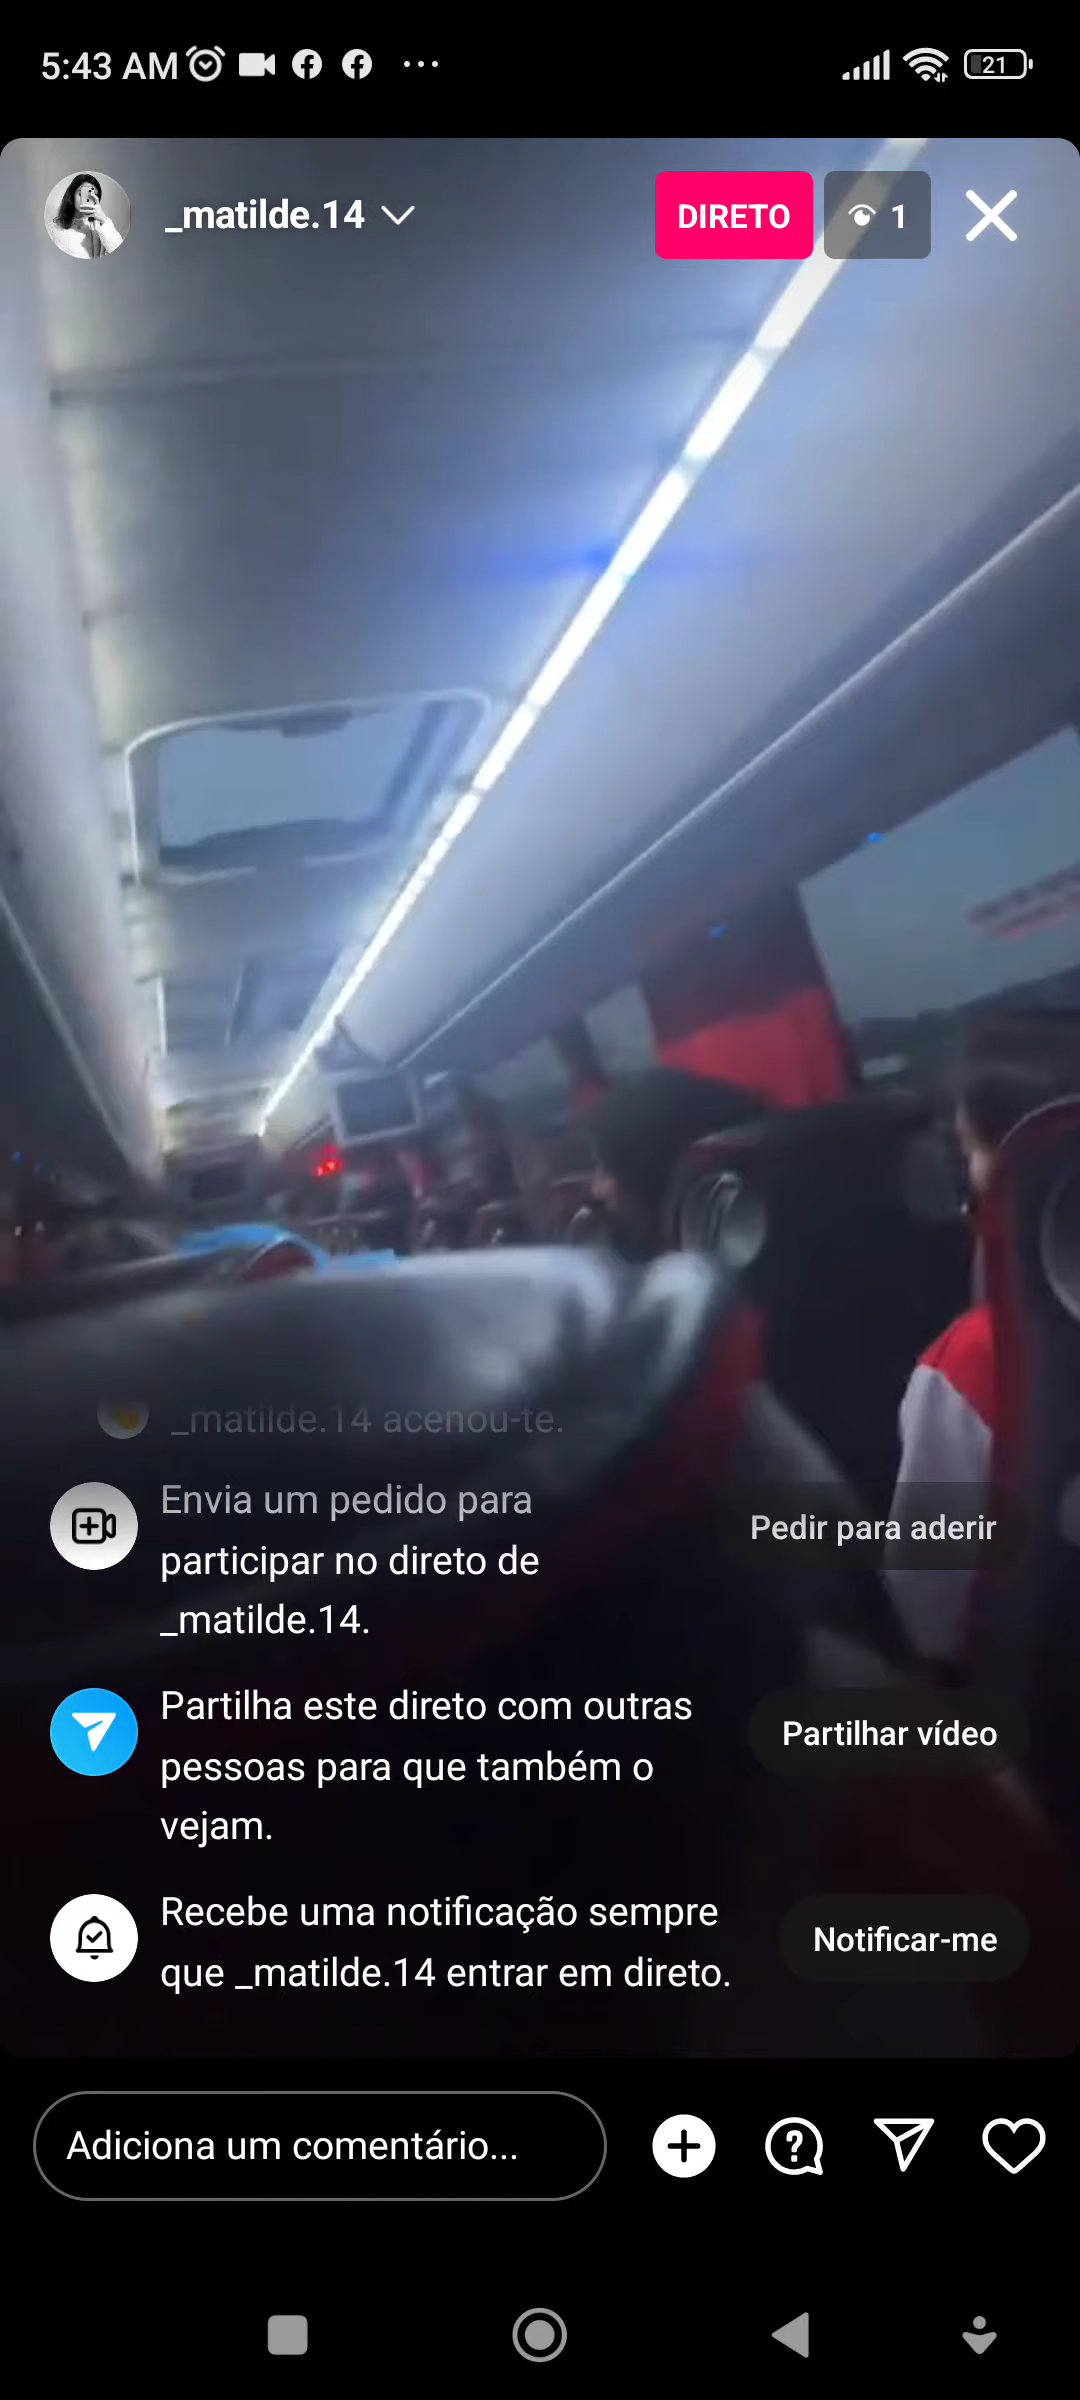 5:43 AM
21
_matilde.14
DIRETO
1
_matilde.14 acenou-te.
Envia um pedido para
participar no direto de
_matilde.14.
Pedir para aderir
Partilha este direto com outras
pessoas para que também o
vejam.
Partilhar vídeo
Recebe uma notificação sempre
que _matilde.14 entrar em direto.
Notificar-me
Adiciona um comentário...